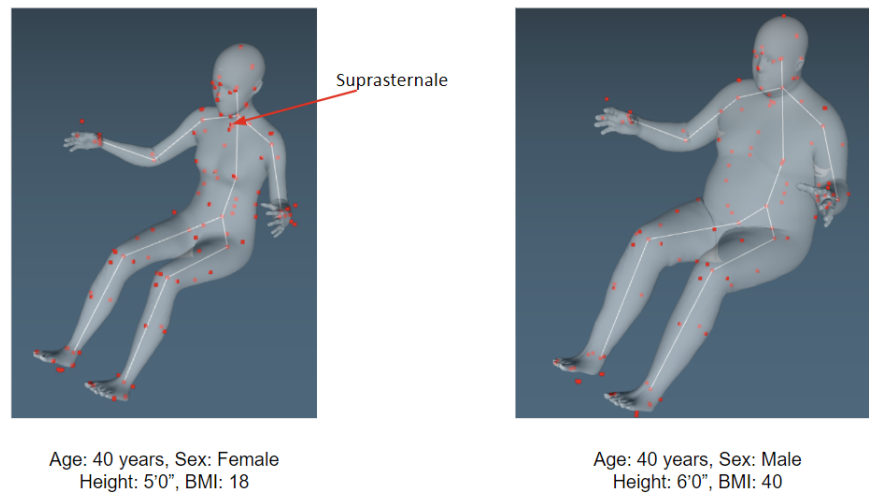 Suprasternale
Age: 40 years, Sex: Female
Height: 5'0”, BMI: 18
Age: 40 years, Sex: Male
Height: 6'0”, BMI: 40